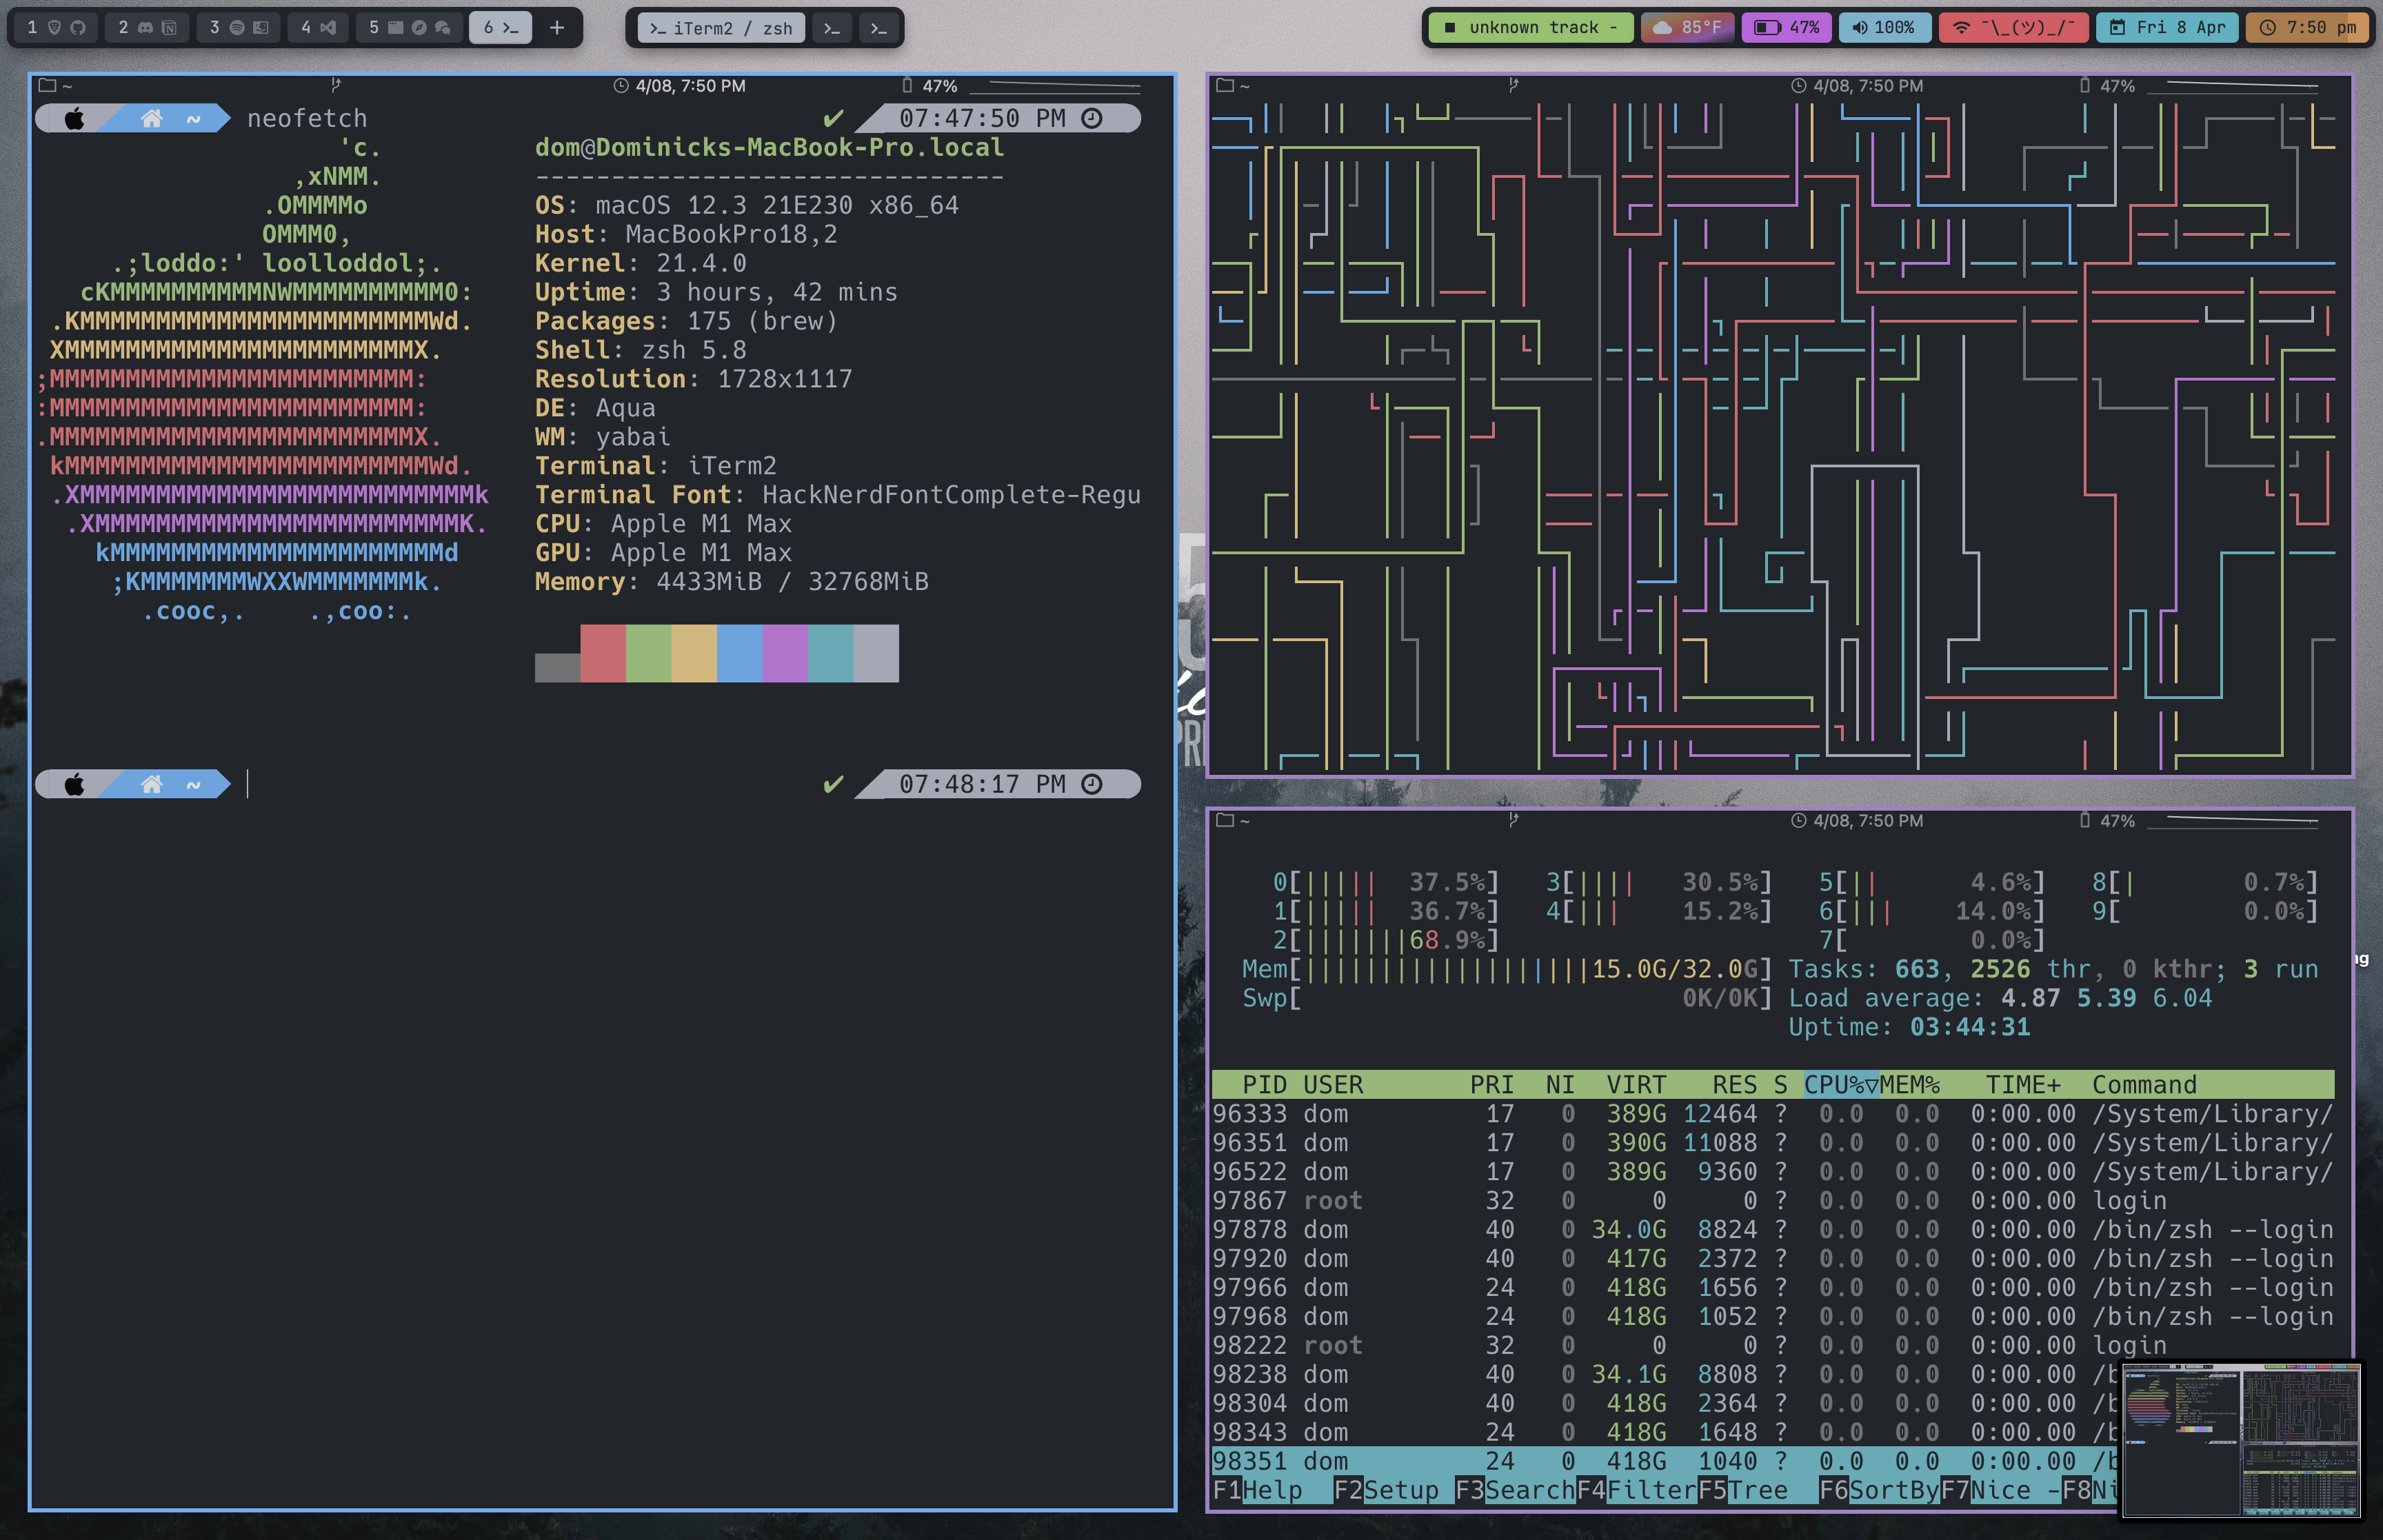 1 2 3 4 5 6 +
iTerm2 / zsh
unknown track - 85°F 47% 100% ¯\_(ツ)_/¯ Fri 8 Apr 7:50 pm
~ 4/08, 7:50 PM 47%
~ neofetch ✔ 07:47:50 PM
'c.
,xNMM.
.OMMMMo
OMMM0,
.;loddo:' loolloddol;.
cKMMMMMMMMMMNWMMMMMMMMMM0:
.KMMMMMMMMMMMMMMMMMMMMMMMWd.
XMMMMMMMMMMMMMMMMMMMMMMMX.
;MMMMMMMMMMMMMMMMMMMMMMMM:
:MMMMMMMMMMMMMMMMMMMMMMMM:
.MMMMMMMMMMMMMMMMMMMMMMMMX.
kMMMMMMMMMMMMMMMMMMMMMMMMWd.
.XMMMMMMMMMMMMMMMMMMMMMMMMMMk
.XMMMMMMMMMMMMMMMMMMMMMMMMK.
kMMMMMMMMMMMMMMMMMMMMMMd
;KMMMMMMMWXXWMMMMMMMk.
.cooc,. .,coo:.
dom@Dominicks-MacBook-Pro.local
-------------------------------
OS: macOS 12.3 21E230 x86_64
Host: MacBookPro18,2
Kernel: 21.4.0
Uptime: 3 hours, 42 mins
Packages: 175 (brew)
Shell: zsh 5.8
Resolution: 1728x1117
DE: Aqua
WM: yabai
Terminal: iTerm2
Terminal Font: HackNerdFontComplete-Regu
CPU: Apple M1 Max
GPU: Apple M1 Max
Memory: 4433MiB / 32768MiB
~ ✔ 07:48:17 PM
~ 4/08, 7:50 PM 47%
~ 4/08, 7:50 PM 47%
0[||||| 37.5%] 3[|||| 30.5%] 5[|| 4.6%] 8[| 0.7%]
1[||||| 36.7%] 4[||| 15.2%] 6[||| 14.0%] 9[ 0.0%]
2[|||||||68.9%] 7[ 0.0%]
Mem[|||||||||||||||||||15.0G/32.0G] Tasks: 663, 2526 thr, 0 kthr; 3 run
Swp[ 0K/0K] Load average: 4.87 5.39 6.04
Uptime: 03:44:31
PID USER PRI NI VIRT RES S CPU%▽MEM% TIME+ Command
96333 dom 17 0 389G 12464 ? 0.0 0.0 0:00.00 /System/Library/
96351 dom 17 0 390G 11088 ? 0.0 0.0 0:00.00 /System/Library/
96522 dom 17 0 389G 9360 ? 0.0 0.0 0:00.00 /System/Library/
97867 root 32 0 0 0 ? 0.0 0.0 0:00.00 login
97878 dom 40 0 34.0G 8824 ? 0.0 0.0 0:00.00 /bin/zsh --login
97920 dom 40 0 417G 2372 ? 0.0 0.0 0:00.00 /bin/zsh --login
97966 dom 24 0 418G 1656 ? 0.0 0.0 0:00.00 /bin/zsh --login
97968 dom 24 0 418G 1052 ? 0.0 0.0 0:00.00 /bin/zsh --login
98222 root 32 0 0 0 ? 0.0 0.0 0:00.00 login
98238 dom 40 0 34.1G 8808 ? 0.0 0.0 0:00.00 /b
98304 dom 40 0 418G 2364 ? 0.0 0.0 0:00.00 /b
98343 dom 24 0 418G 1648 ? 0.0 0.0 0:00.00 /b
98351 dom 24 0 418G 1040 ? 0.0 0.0 0:00.00 /b
F1Help F2Setup F3SearchF4FilterF5Tree F6SortByF7Nice -F8Ni